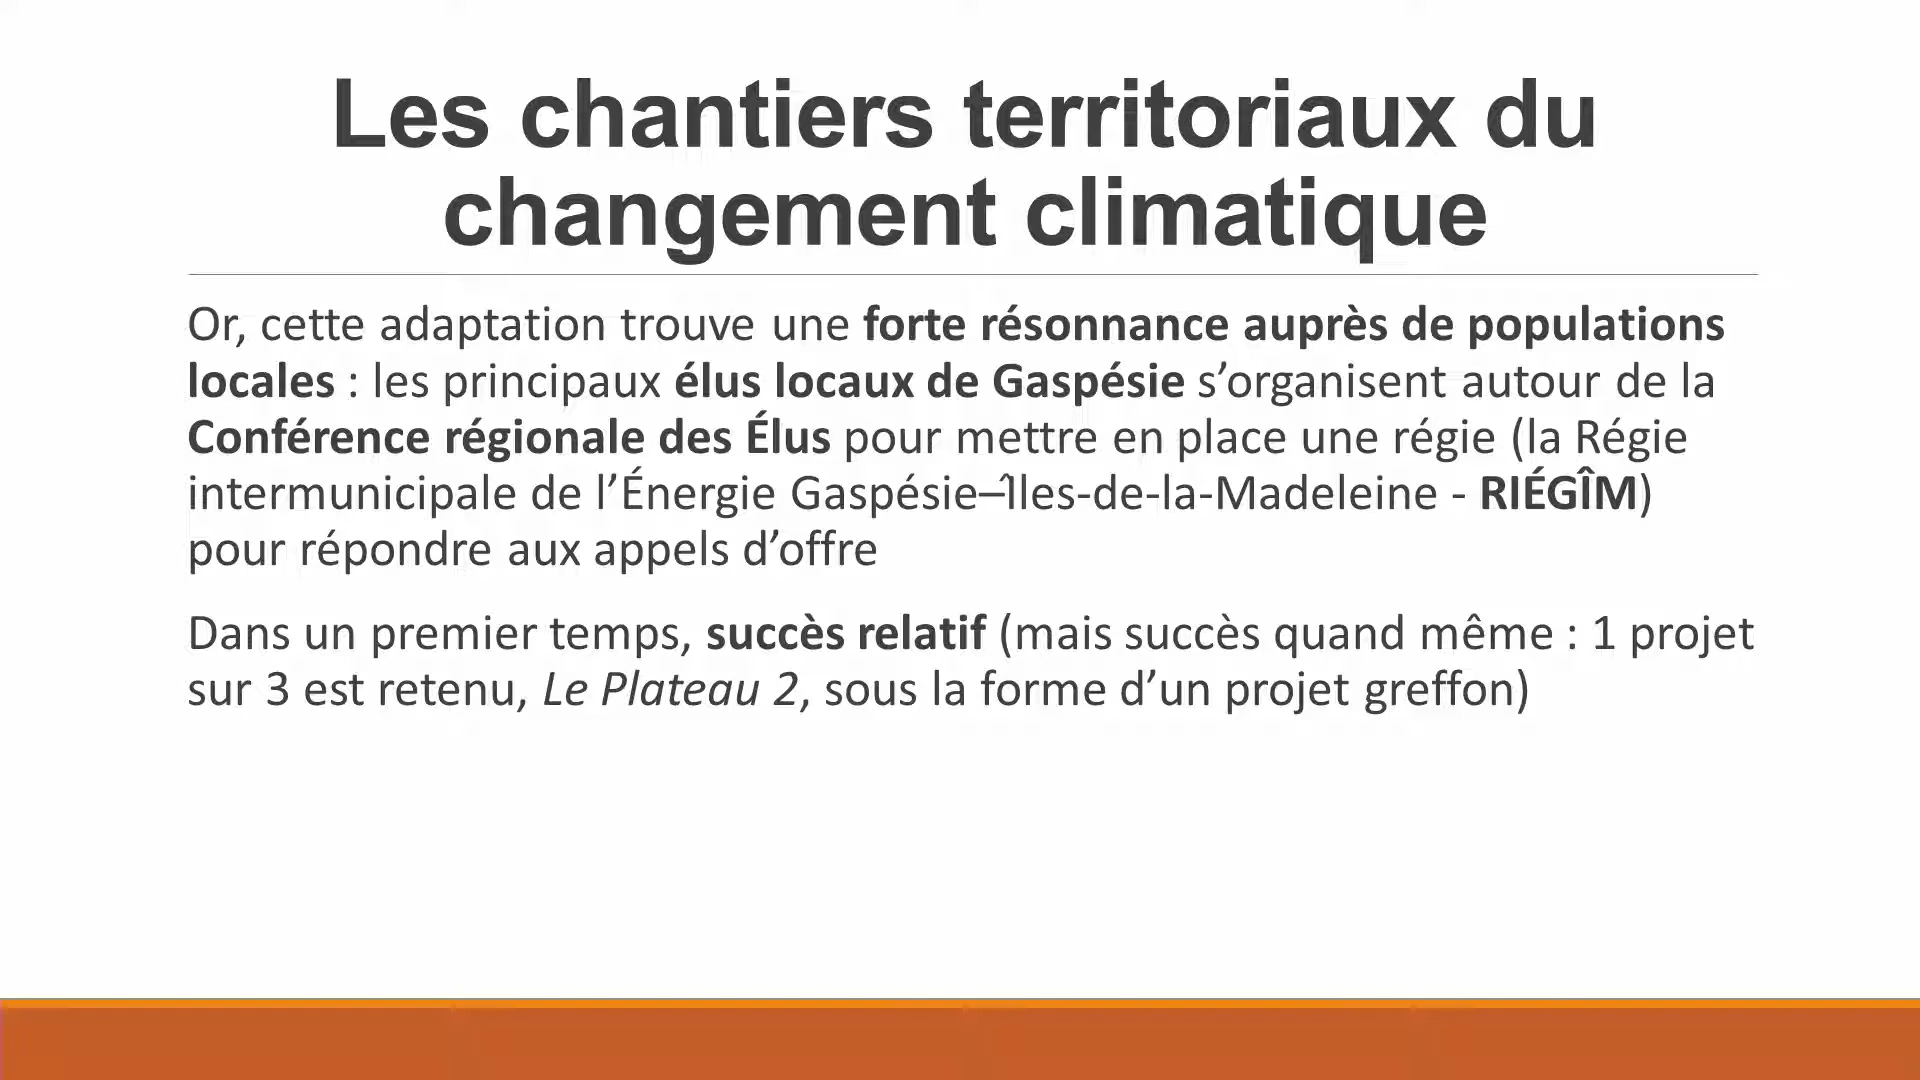 Les chantiers territoriaux du
changement climatique
Or, cette adaptation trouve une forte résonnance auprès de populations
locales : les principaux élus locaux de Gaspésie s’organisent autour de la
Conférence régionale des Élus pour mettre en place une régie (la Régie
intermunicipale de l’Énergie Gaspésie–Îles-de-la-Madeleine - RIÉGÎM)
pour répondre aux appels d’offre
Dans un premier temps, succès relatif (mais succès quand même : 1 projet
sur 3 est retenu, Le Plateau 2, sous la forme d’un projet greffon)